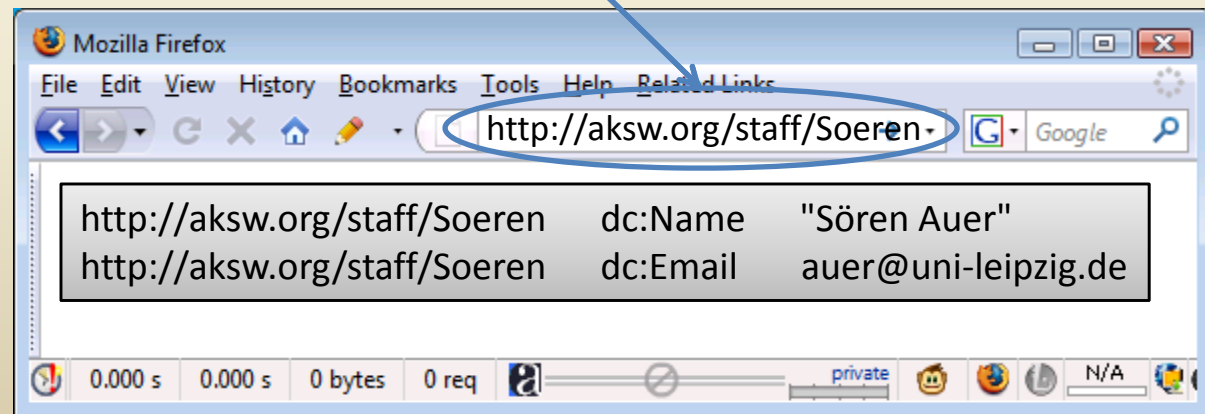 Mozilla Firefox
File Edit View History Bookmarks Tools Help Related Links
http://aksw.org/staff/Soeren G Google
http://aksw.org/staff/Soeren dc:Name "Sören Auer"
http://aksw.org/staff/Soeren dc:Email auer@uni-leipzig.de
0.000 s 0.000 s 0 bytes 0 req private N/A